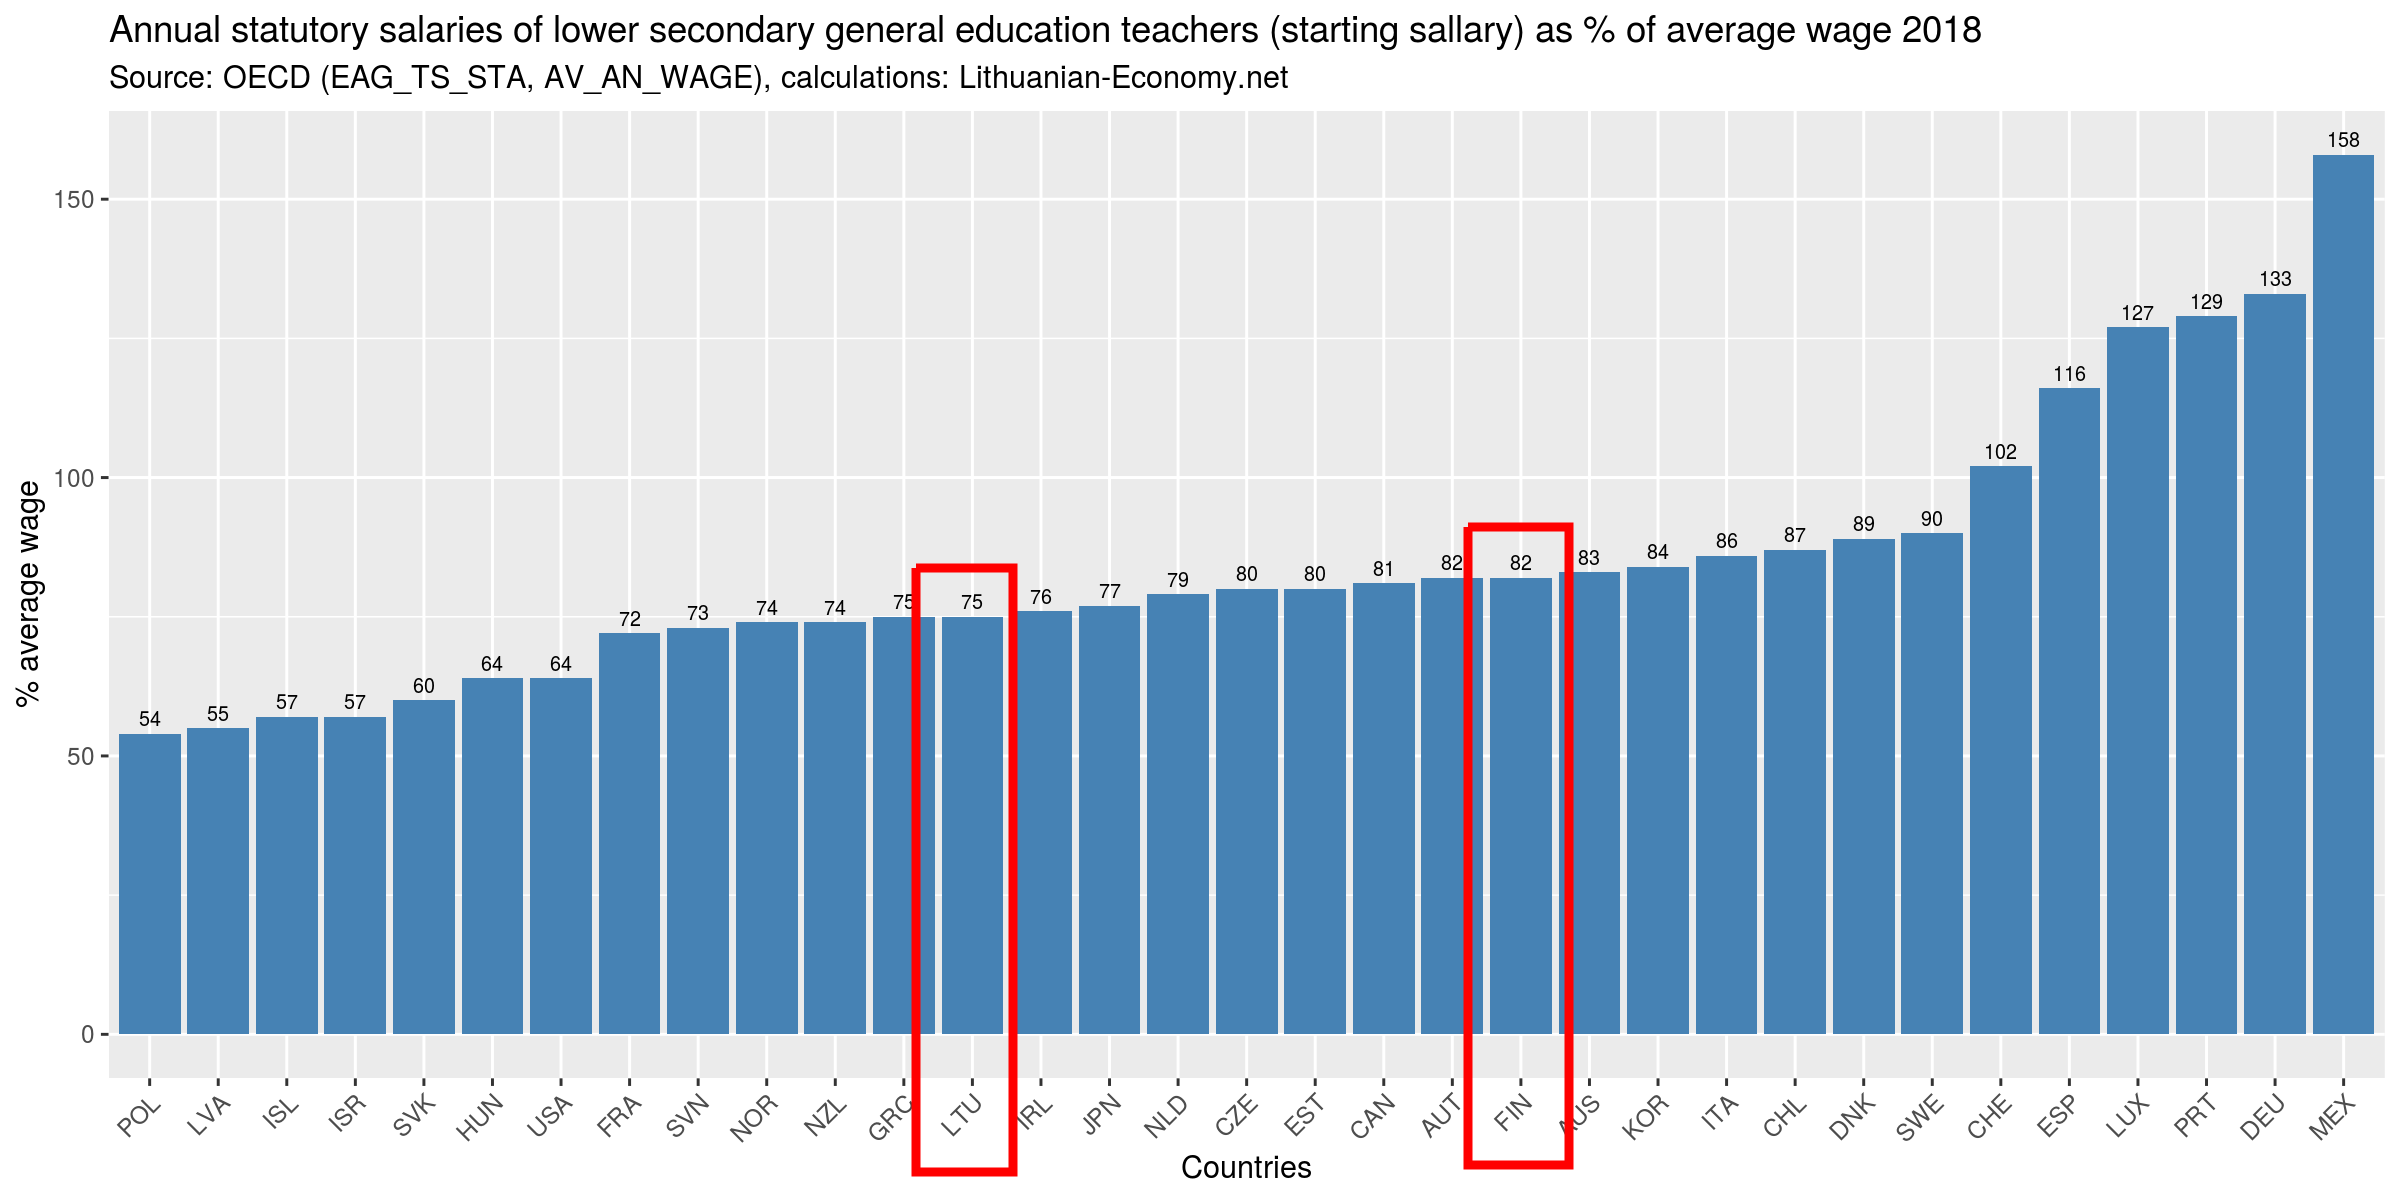 Annual statutory salaries of lower secondary general education teachers (starting sallary) as % of average wage 2018
Source: OECD (EAG_TS_STA, AV_AN_WAGE), calculations: Lithuanian-Economy.net
% average wage
150
100
50
0
54 55 57 57 60 64 64 72 73 74 74 75 75 76 77 79 80 80 81 82 82 83 84 86 87 89 90 102 116 127 129 133 158
POL LVA ISL ISR SVK HUN USA FRA SVN NOR NZL GRC LTU IRL JPN NLD CZE EST CAN AUT FIN AUS KOR ITA CHL DNK SWE CHE ESP LUX PRT DEU MEX
Countries